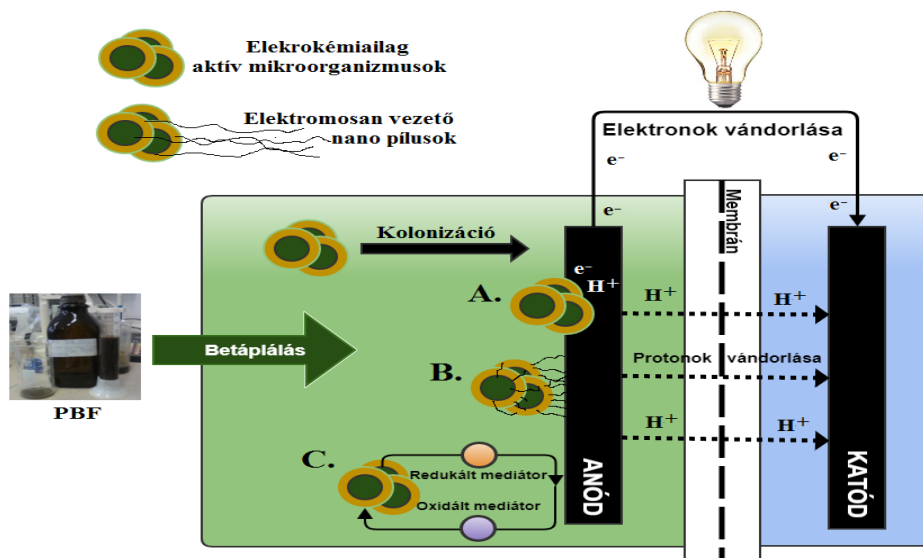 Elekrokémiailag
aktív mikroorganizmusok
Elektromosan vezető
nano pílusok
Elektronok vándorlása
e⁻
e⁻
e⁻
e⁻
Membrán
Kolonizáció
e⁻
H⁺
A.
H⁺
H⁺
Betáplálás
Protonok vándorlása
B.
PBF
H⁺
H⁺
C.
Redukált mediátor
Oxidált mediátor
ANÓD
KATÓD